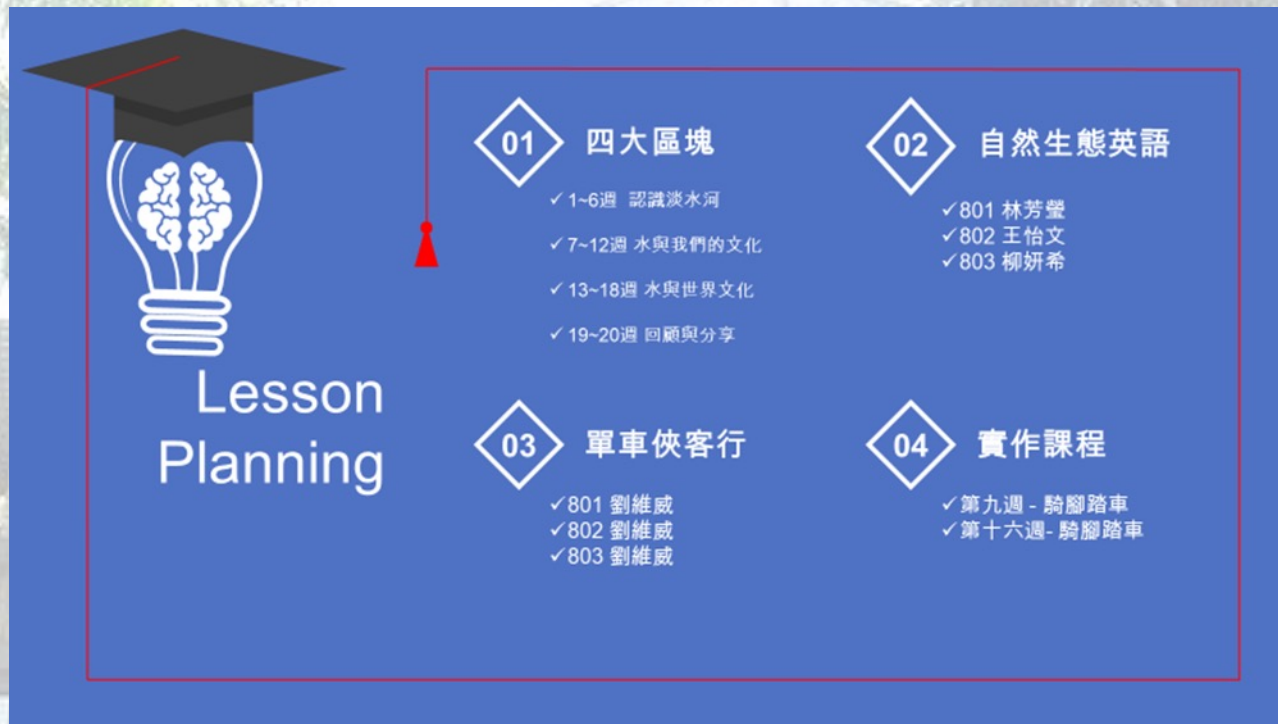 Lesson
Planning
01 四大區塊
✓ 1~6週 認識淡水河
✓ 7~12週 水與我們的文化
✓ 13~18週 水與世界文化
✓ 19~20週 回顧與分享
02 自然生態英語
✓801 林芳瑩
✓802 王怡文
✓803 柳妍希
03 單車俠客行
✓801 劉維威
✓802 劉維威
✓803 劉維威
04 實作課程
✓第九週 - 騎腳踏車
✓第十六週- 騎腳踏車